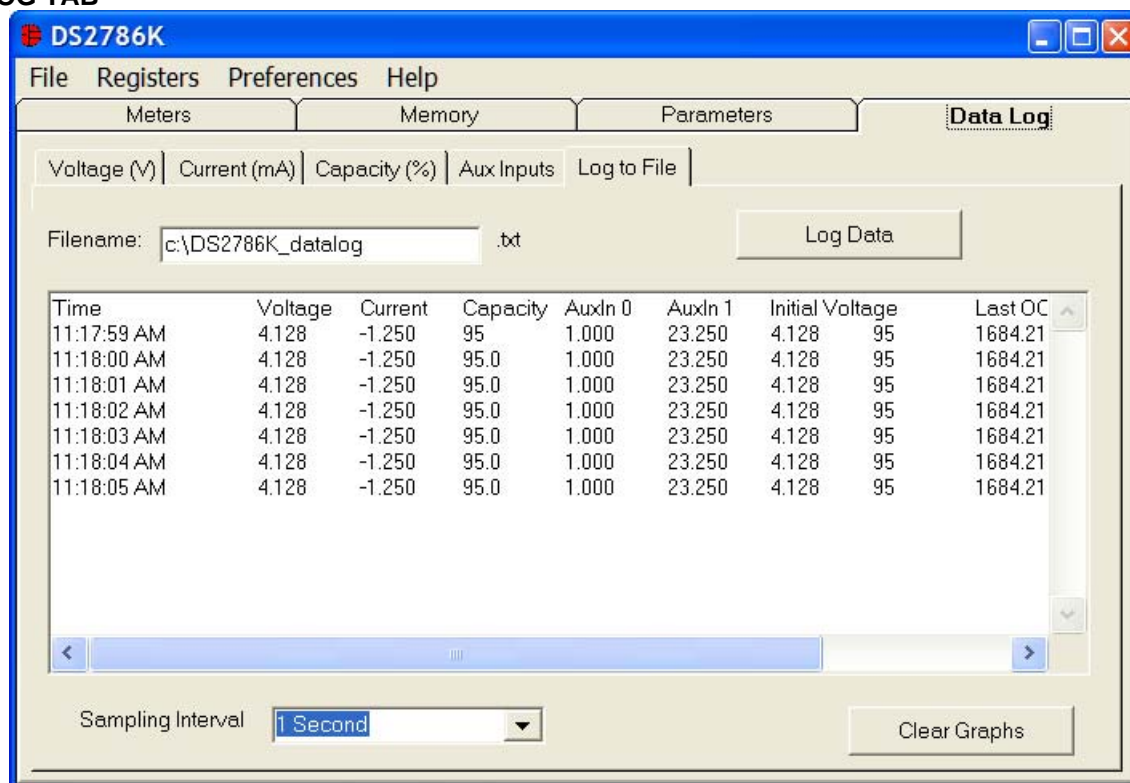 OG TAB
DS2786K
File Registers Preferences Help
Meters Memory Parameters Data Log
Voltage (V) Current (mA) Capacity (%) Aux Inputs Log to File
Filename: c:\DS2786K_datalog .txt Log Data
Time Voltage Current Capacity AuxIn 0 AuxIn 1 Initial Voltage Last OC
11:17:59 AM 4.128 -1.250 95 1.000 23.250 4.128 95 1684.21
11:18:00 AM 4.128 -1.250 95.0 1.000 23.250 4.128 95 1684.21
11:18:01 AM 4.128 -1.250 95.0 1.000 23.250 4.128 95 1684.21
11:18:02 AM 4.128 -1.250 95.0 1.000 23.250 4.128 95 1684.21
11:18:03 AM 4.128 -1.250 95.0 1.000 23.250 4.128 95 1684.21
11:18:04 AM 4.128 -1.250 95.0 1.000 23.250 4.128 95 1684.21
11:18:05 AM 4.128 -1.250 95.0 1.000 23.250 4.128 95 1684.21
Sampling Interval 1 Second Clear Graphs